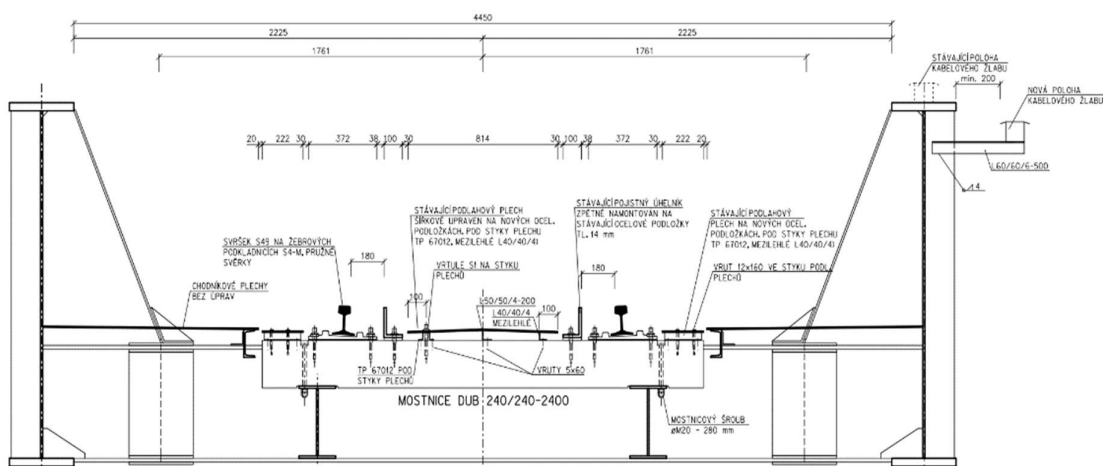 4450
2225
2225
1761
1761
STÁVAJÍCÍ POLOHA
KABELOVÉHO ŽLABU
min. 200
NOVÁ POLOHA
KABELOVÉHO ŽLABU
L60/60/6-500
4
20
222
30
372
38
100
30
814
30
100
38
372
30
222
20
STÁVAJÍCÍ PODLAHOVÝ PLECH
ŠÍŘKOVĚ UPRAVEN NA NOVÝCH OCEL.
PODLOŽKÁCH. POD STYKY PLECHU
TP 67012, MEZILEHLÉ L40/40/4)
STÁVAJÍCÍ POJISTNÝ ÚHELNÍK
ZPĚTNĚ NAMONTOVÁN NA
STÁVAJÍCÍ OCELOVÉ PODLOŽKY
TL. 14 mm
STÁVAJÍCÍ PODLAHOVÝ
PLECH NA NOVÝCH OCEL.
PODLOŽKÁCH. POD STYKY PLECHU
TP 67012, MEZILEHLÉ L40/40/4)
SVRŠEK S49 NA ŽEBROVÝCH
PODKLADNICÍCH S4-M, PRUŽNÉ
SVĚRKY
180
VRTULE S1 NA STYKU
PLECHŮ
180
VRUT 12x160 VE STYKU PODL.
PLECHŮ
CHODNÍKOVÉ PLECHY
BEZ ÚPRAV
100
L50/50/4-200
L40/40/4
MEZILEHLÉ
100
TP 67012 POD
STYKY PLECHŮ
VRUTY 5x60
MOSTNICE DUB 240/240-2400
MOSTNICOVÝ ŠROUB
øM20 - 280 mm